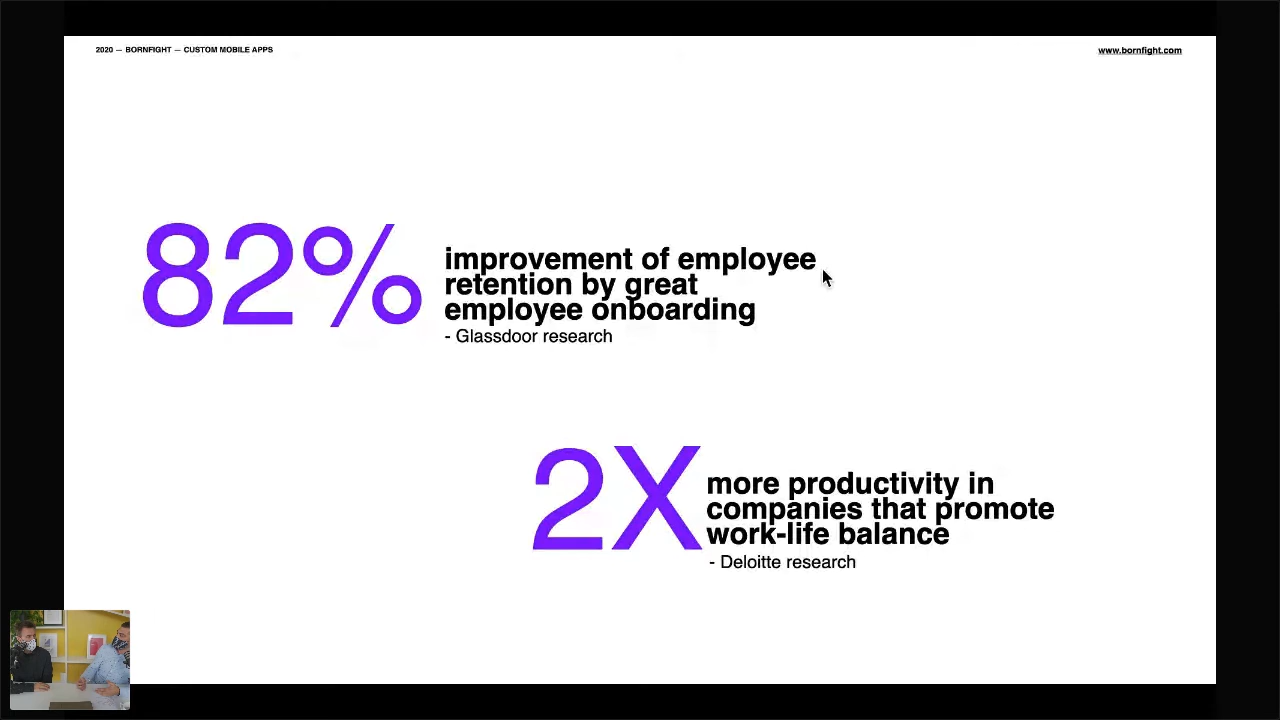 2020 — BORNFIGHT — CUSTOM MOBILE APPS
www.bornfight.com
82%
improvement of employee
retention by great
employee onboarding
- Glassdoor research
2X
more productivity in
companies that promote
work-life balance
- Deloitte research